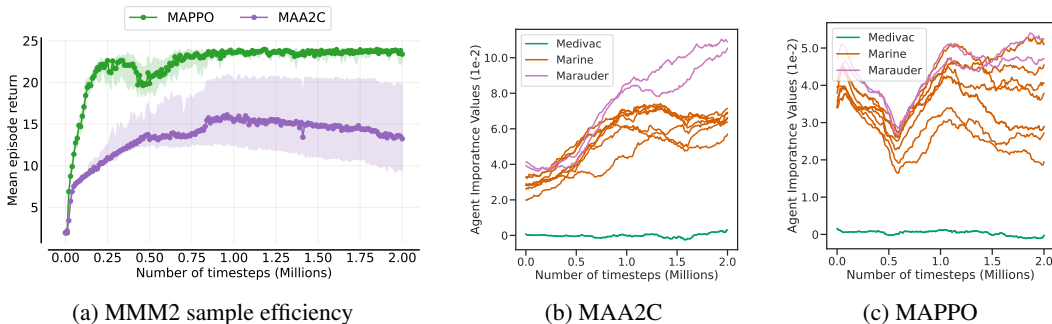 MAPPO MAA2C
Mean episode return
25
20
15
10
5
0.00 0.25 0.50 0.75 1.00 1.25 1.50 1.75 2.00
Number of timesteps (Millions)
(a) MMM2 sample efficiency
Agent Imporatnce Values (1e-2)
10.0
8.0
6.0
4.0
2.0
0
Medivac
Marine
Marauder
0.0 0.5 1.0 1.5 2.0
Number of timesteps (Millions)
(b) MAA2C
Agent Imporatnce Values (1e-2)
5.0
4.0
3.0
2.0
1.0
0
Medivac
Marine
Marauder
0.0 0.5 1.0 1.5 2.0
Number of timesteps (Millions)
(c) MAPPO